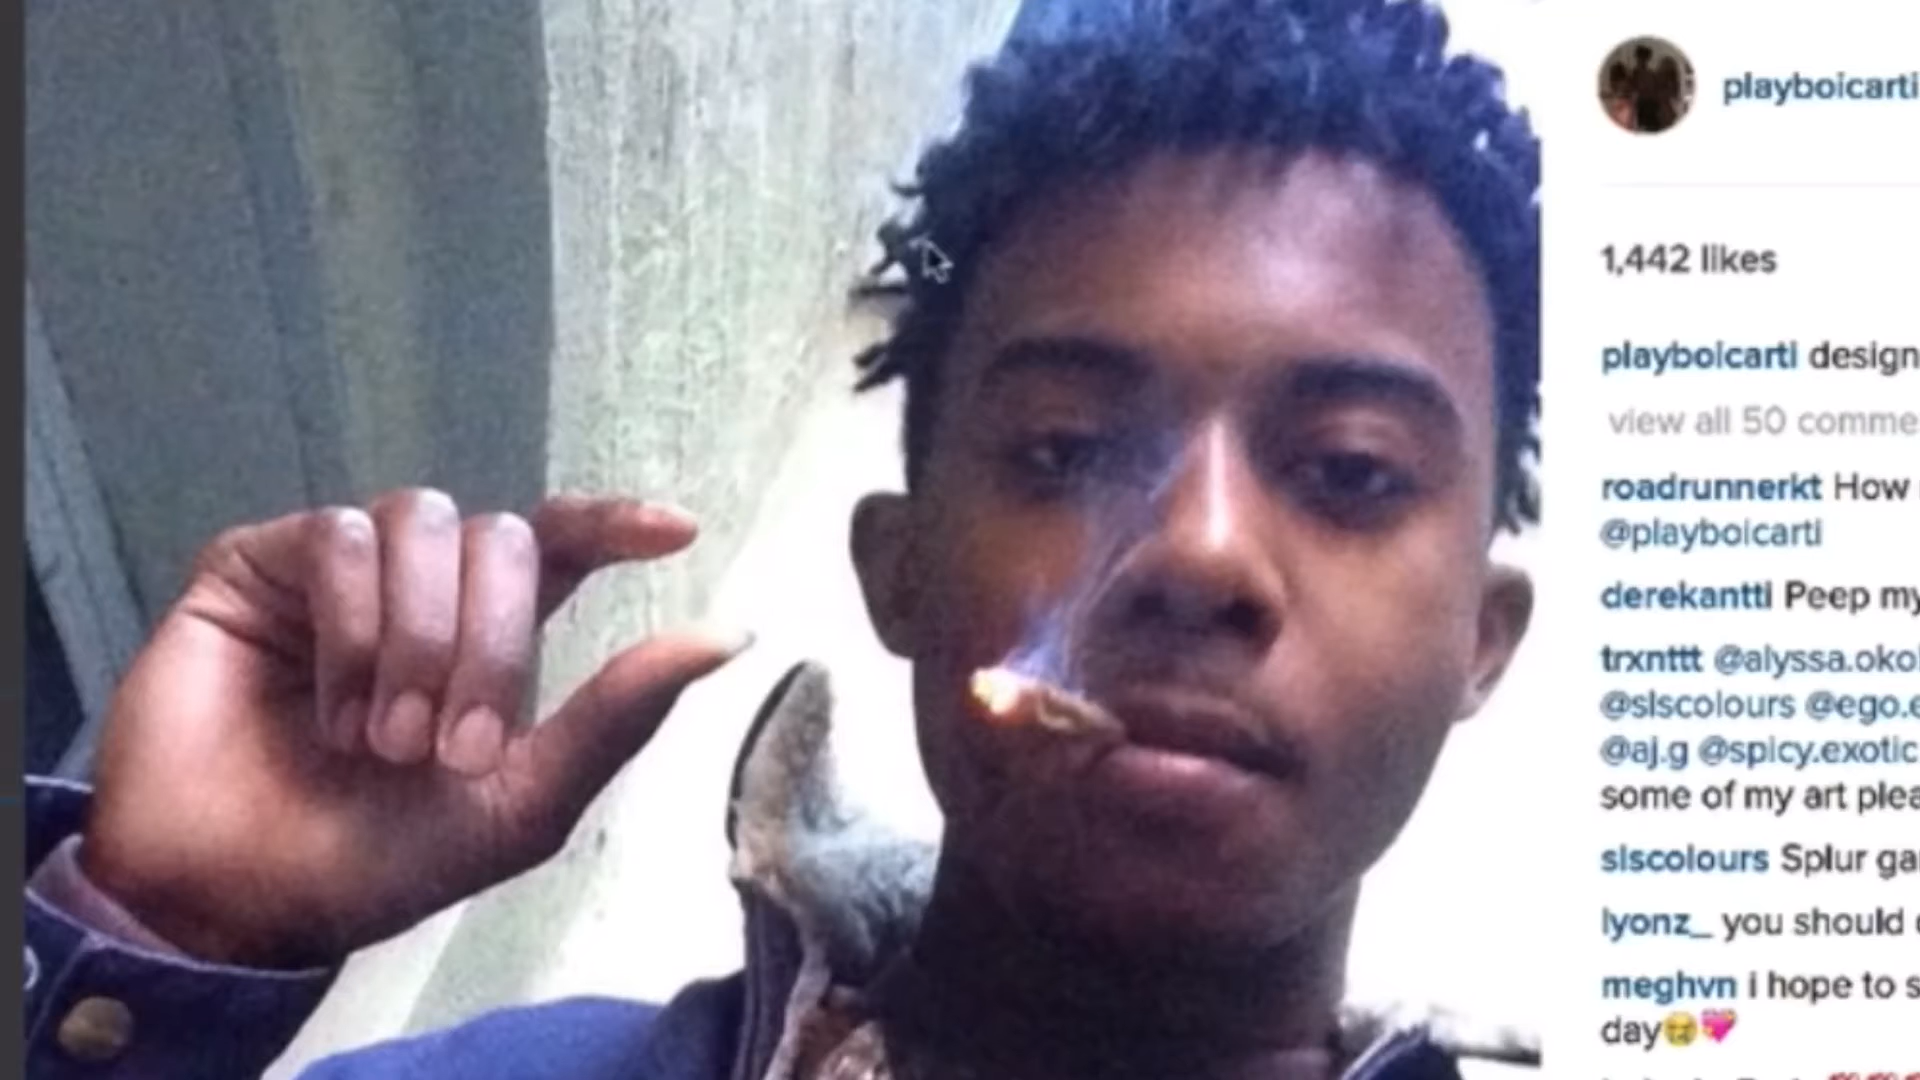 playboicarti
1,442 likes
playboicarti design
view all 50 comme
roadrunnerkt How
@playboicarti
derekantti Peep my
trxnttt @alyssa.oko
@slscolours @ego.e
@aj.g @spicy.exotic
some of my art plea
slscolours Splur ga
lyonz_ you should
meghvn i hope to s
day😢💘